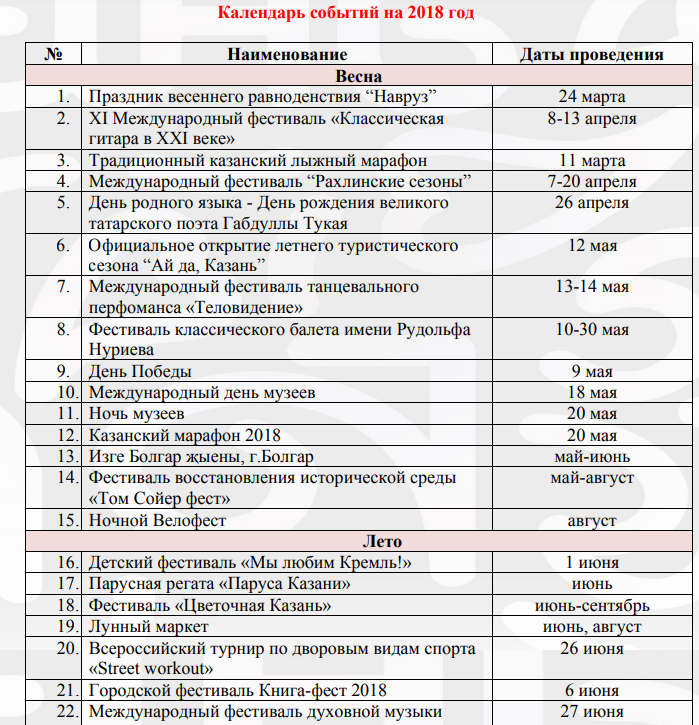 Календарь событий на 2018 год
№ Наименование Даты проведения
Весна
1. Праздник весеннего равноденствия “Навруз” 24 марта
2. XI Международный фестиваль «Классическая 8-13 апреля
гитара в XXI веке»
3. Традиционный казанский лыжный марафон 11 марта
4. Международный фестиваль “Рахлинские сезоны” 7-20 апреля
5. День родного языка - День рождения великого 26 апреля
татарского поэта Габдуллы Тукая
6. Официальное открытие летнего туристического 12 мая
сезона “Ай да, Казань”
7. Международный фестиваль танцевального 13-14 мая
перфоманса «Теловидение»
8. Фестиваль классического балета имени Рудольфа 10-30 мая
Нуриева
9. День Победы 9 мая
10. Международный день музеев 18 мая
11. Ночь музеев 20 мая
12. Казанский марафон 2018 20 мая
13. Изге Болгар җыены, г.Болгар май-июнь
14. Фестиваль восстановления исторической среды май-август
«Том Сойер фест»
15. Ночной Велофест август
Лето
16. Детский фестиваль «Мы любим Кремль!» 1 июня
17. Парусная регата «Паруса Казани» июнь
18. Фестиваль «Цветочная Казань» июнь-сентябрь
19. Лунный маркет июнь, август
20. Всероссийский турнир по дворовым видам спорта 26 июня
«Street workout»
21. Городской фестиваль Книга-фест 2018 6 июня
22. Международный фестиваль духовной музыки 27 июня